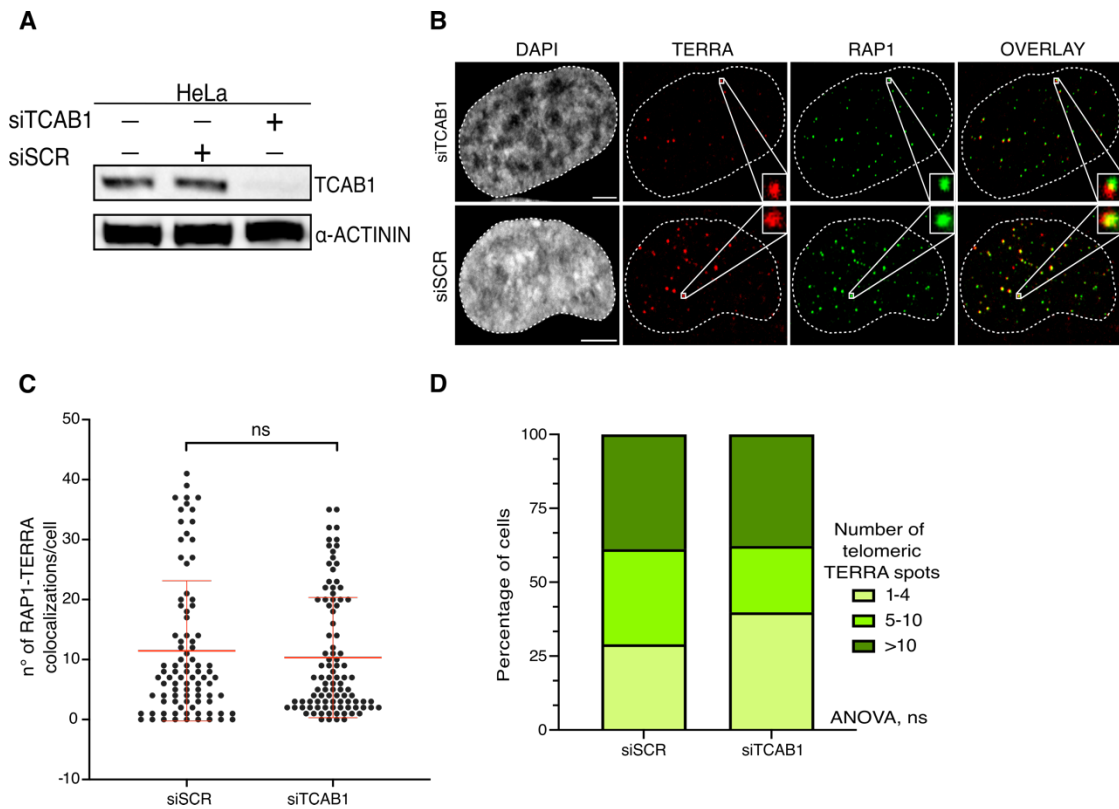 A
HeLa
siTCAB1 – – +
siSCR – + –
TCAB1
α-ACTININ
B
DAPI TERRA RAP1 OVERLAY
siTCAB1
siSCR
C
n° of RAP1-TERRA
colocalizations/cell
50
40
30
20
10
0
-10
ns
siSCR siTCAB1
D
Percentage of cells
100
75
50
25
0
siSCR siTCAB1
Number of
telomeric
TERRA spots
1-4
5-10
>10
ANOVA, ns